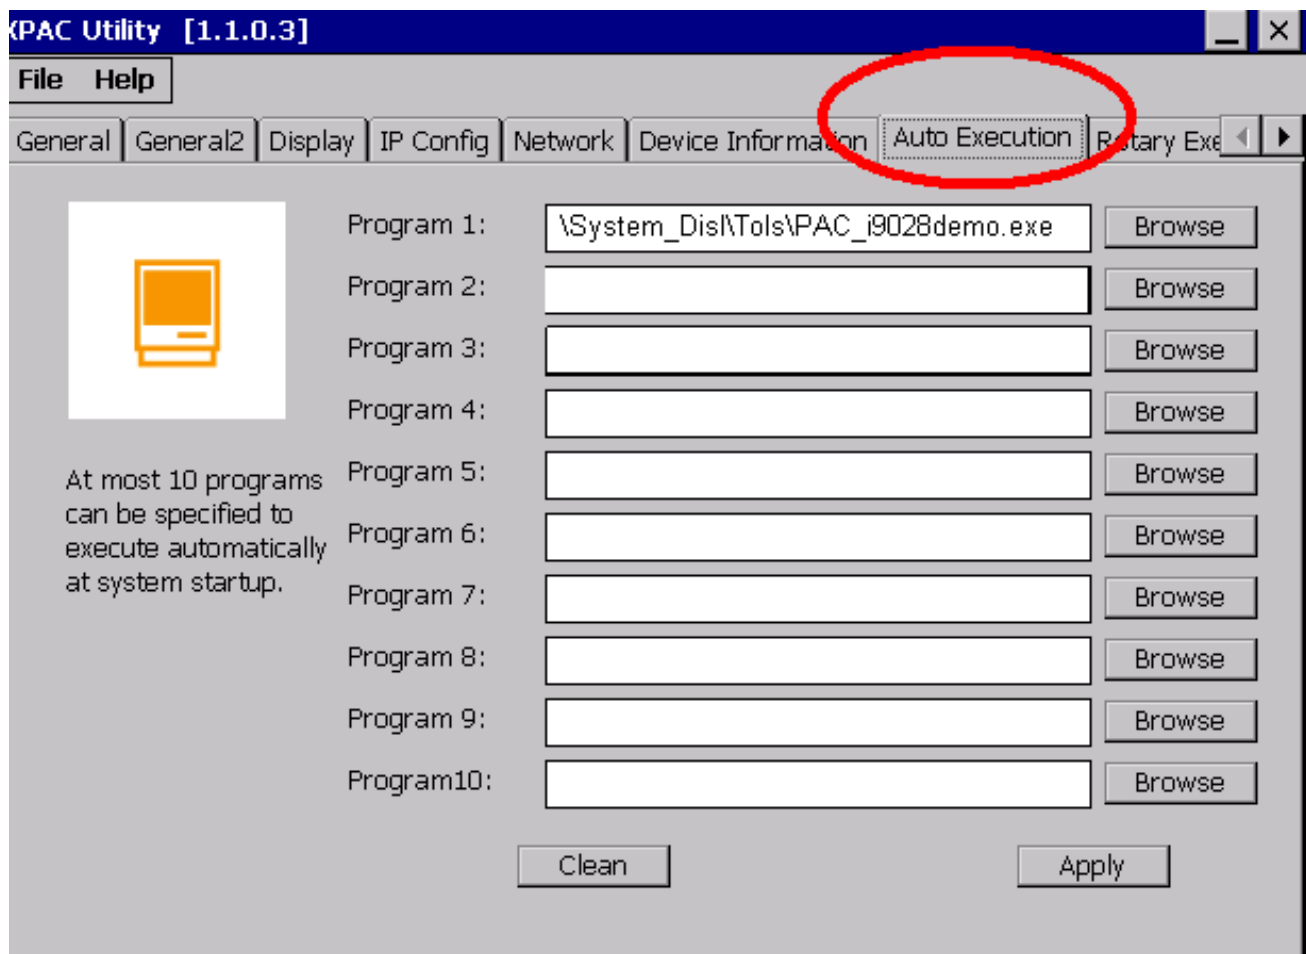 XPAC Utility [1.1.0.3]
File Help
General General2 Display IP Config Network Device Information Auto Execution Rotary Exe
Program 1: \System_Disl\Tols\PAC_i9028demo.exe Browse
Program 2: Browse
Program 3: Browse
Program 4: Browse
At most 10 programs
can be specified to
execute automatically
at system startup.
Program 5: Browse
Program 6: Browse
Program 7: Browse
Program 8: Browse
Program 9: Browse
Program10: Browse
Clean Apply